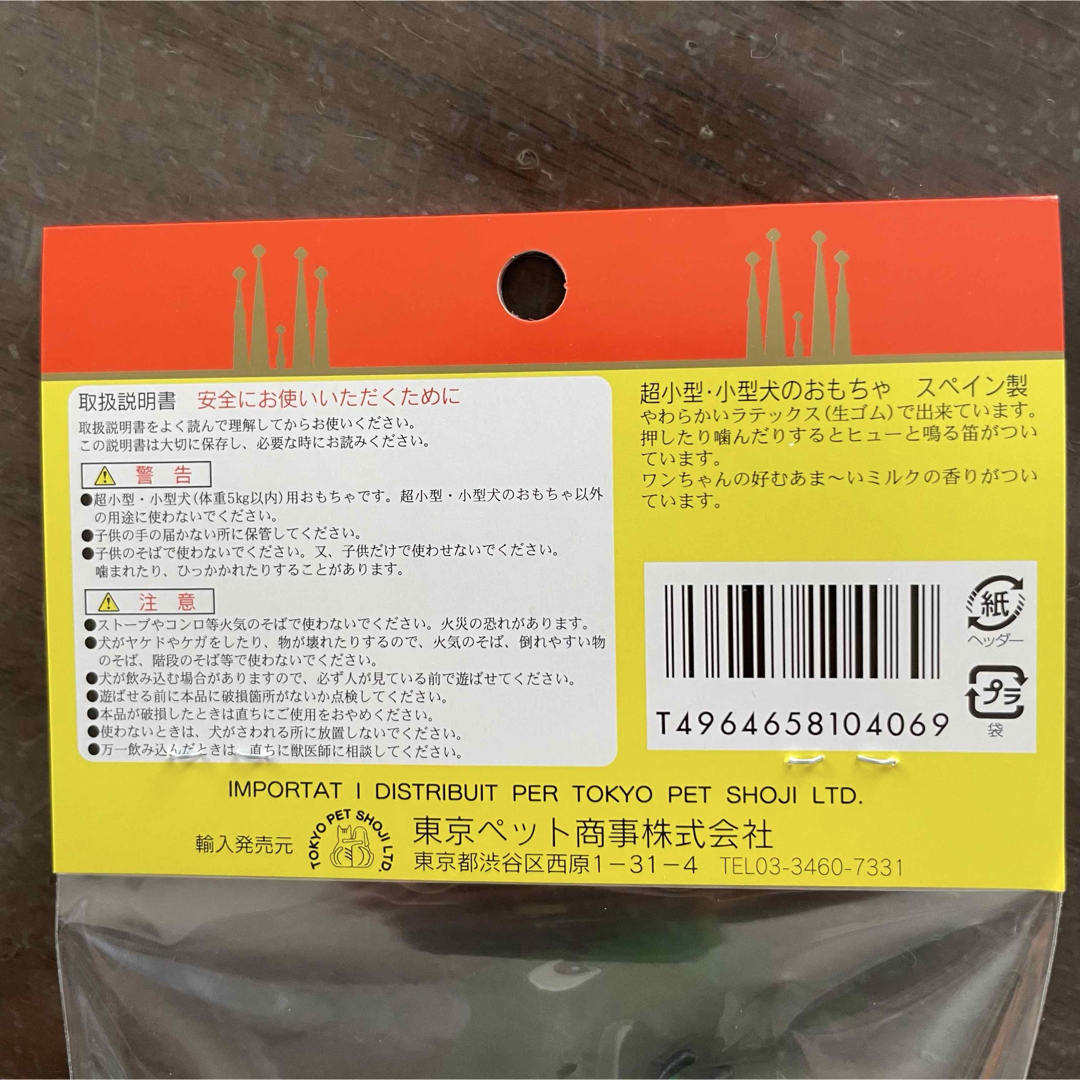 取扱説明書 安全にお使いいただくために
取扱説明書をよく読んで理解してからお使いください。
この説明書は大切に保存し、必要な時にお読みください。
警 告
●超小型・小型犬(体重5kg以内)用おもちゃです。超小型・小型犬のおもちゃ以外
の用途に使わないでください。
●子供の手の届かない所に保管してください。
●子供のそばで使わないでください。又、子供だけで使わせないでください。
噛まれたり、ひっかかれたりすることがあります。
注 意
●ストーブやコンロ等火気のそばで使わないでください。火災の恐れがあります。
●犬がヤケドやケガをしたり、物が壊れたりするので、火気のそば、倒れやすい物
のそば、階段のそば等で使わないでください。
●犬が飲み込む場合がありますので、必ず人が見ている前で遊ばせてください。
●遊ばせる前に本品に破損箇所がないか点検してください。
●本品が破損したときは直ちにご使用をおやめください。
●使わないときは、犬がさわれる所に放置しないでください。
●万一飲み込んだときは、直ちに獣医師に相談してください。
超小型・小型犬のおもちゃ スペイン製
やわらかいラテックス(生ゴム)で出来ています。
押したり噛んだりするとヒューと鳴る笛がつい
ています。
ワンちゃんの好むあま〜いミルクの香りがつい
ています。
紙
ヘッダー
プラ
袋
T4964658104069
IMPORTAT I DISTRIBUIT PER TOKYO PET SHOJI LTD.
輸入発売元
TOKYO PET SHOJI LTD.
東京ペット商事株式会社
東京都渋谷区西原1-31-4 TEL03-3460-7331